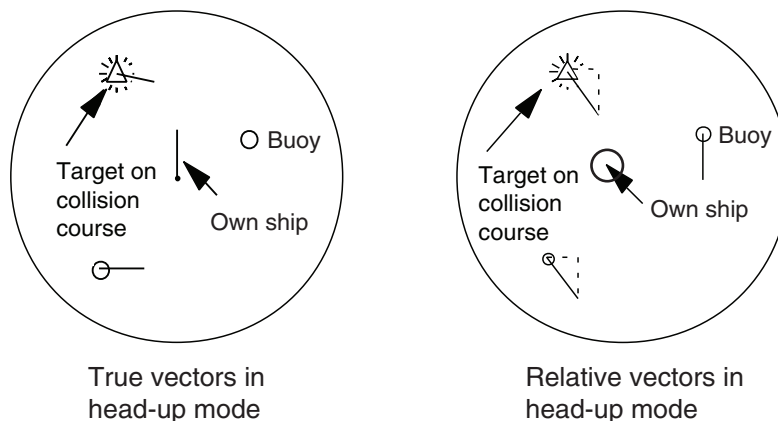 Buoy
Target on
collision
course
Own ship
True vectors in
head-up mode
Buoy
Target on
collision
course
Own ship
Relative vectors in
head-up mode